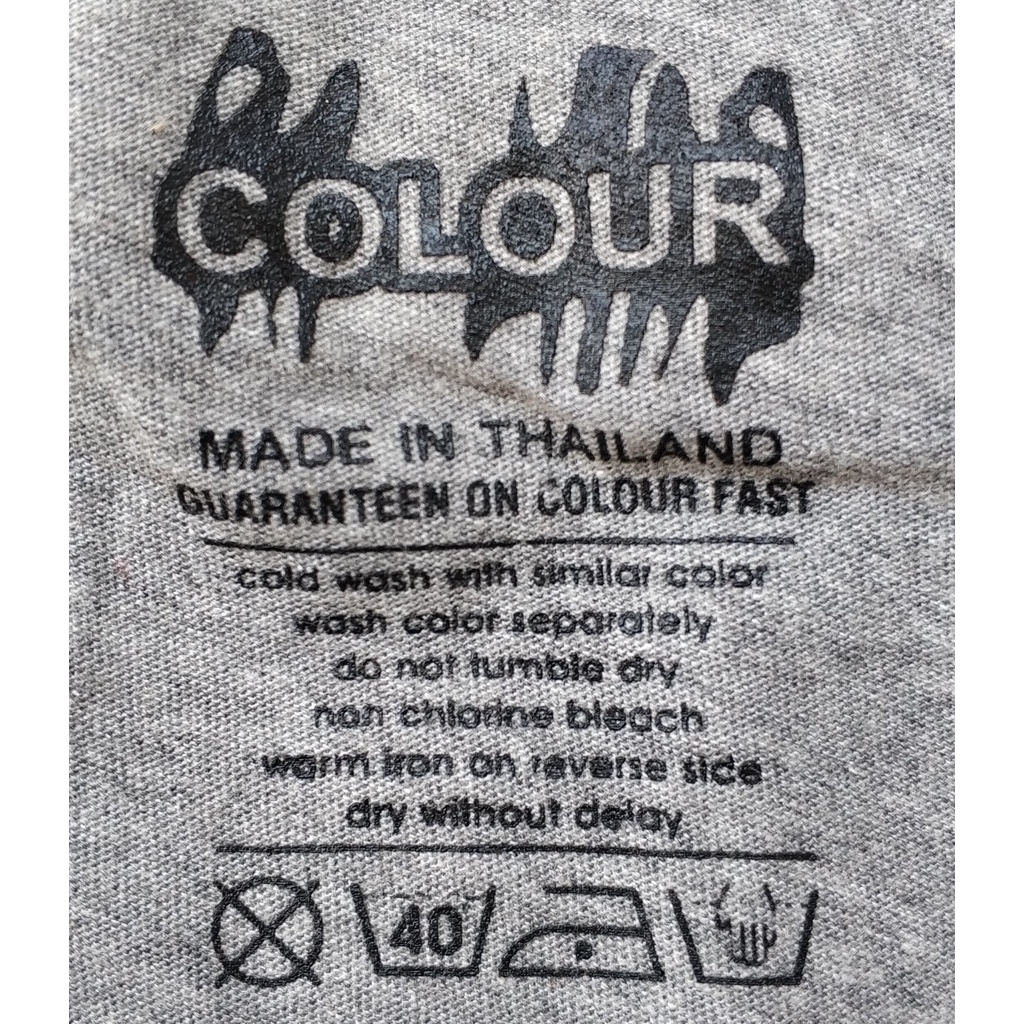 COLOUR
MADE IN THAILAND
GUARANTEEN ON COLOUR FAST
cold wash with similar color
wash color separately
do not tumble dry
non chlorine bleach
warm iron on reverse side
dry without delay
40